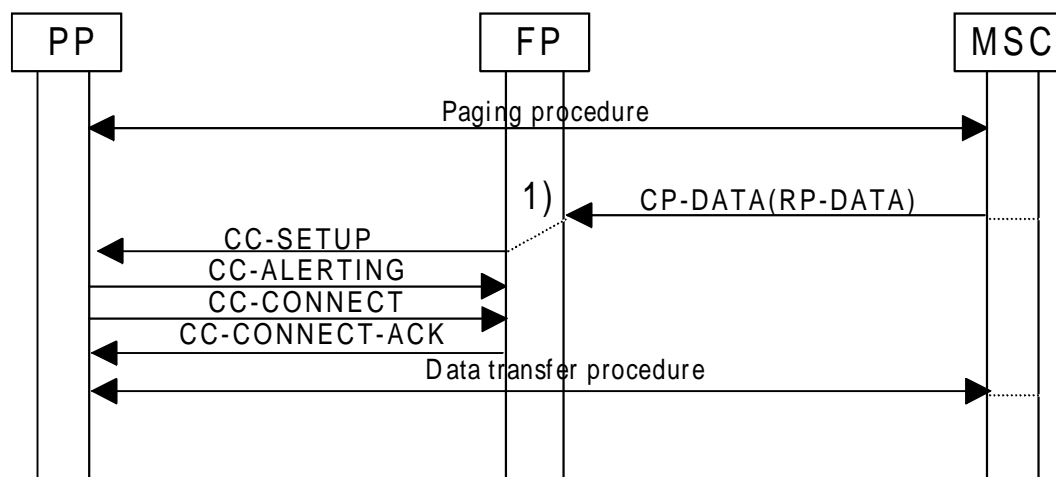 PP
FP
MSC
Paging procedure
1)
CP-DATA(RP-DATA)
CC-SETUP
CC-ALERTING
CC-CONNECT
CC-CONNECT-ACK
Data transfer procedure